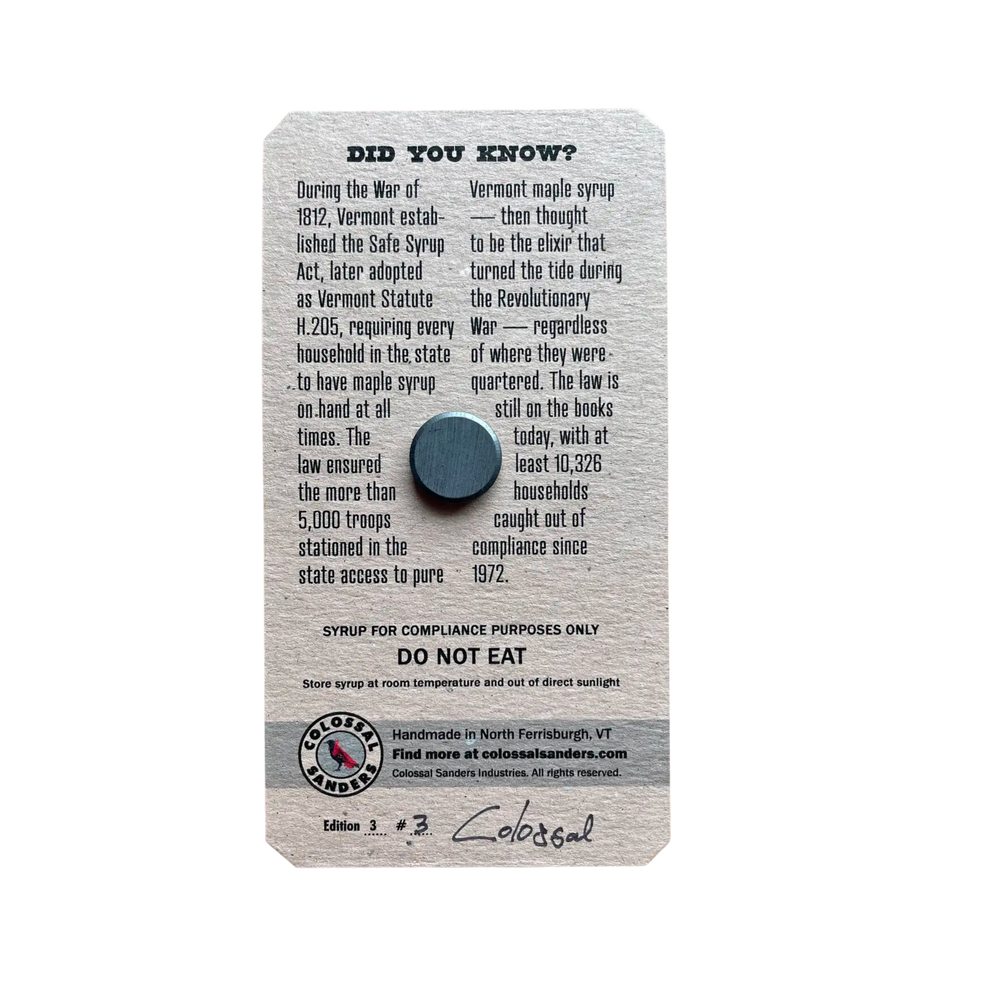 DID YOU KNOW?
During the War of
1812, Vermont estab-
lished the Safe Syrup
Act, later adopted
as Vermont Statute
H.205, requiring every
household in the state
to have maple syrup
on hand at all
times. The
law ensured
the more than
5,000 troops
stationed in the
state access to pure
Vermont maple syrup
— then thought
to be the elixir that
turned the tide during
the Revolutionary
War — regardless
of where they were
quartered. The law is
still on the books
today, with at
least 10,326
households
caught out of
compliance since
1972.
SYRUP FOR COMPLIANCE PURPOSES ONLY
DO NOT EAT
Store syrup at room temperature and out of direct sunlight
COLOSSAL
SANDERS
Handmade in North Ferrisburgh, VT
Find more at colossalsanders.com
Colossal Sanders Industries. All rights reserved.
Edition 3 #3 Colossal